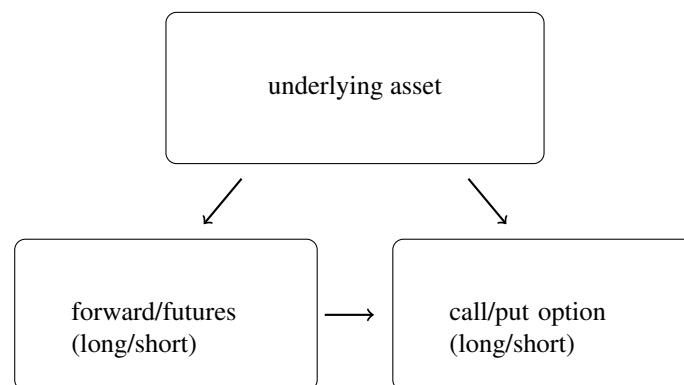 underlying asset
forward/futures
(long/short)
call/put option
(long/short)